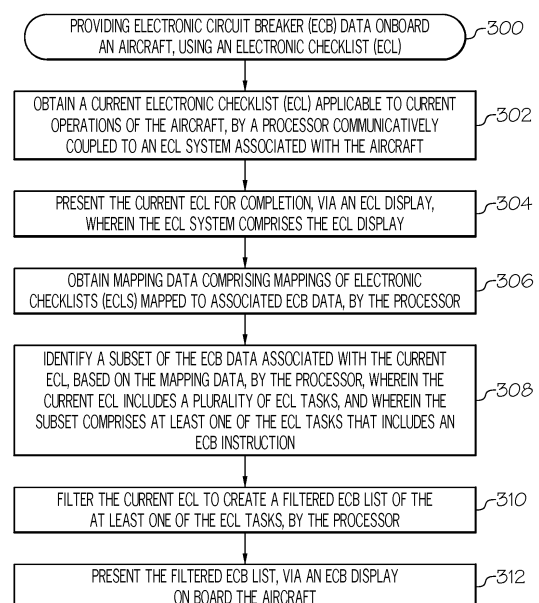 PROVIDING ELECTRONIC CIRCUIT BREAKER (ECB) DATA ONBOARD
AN AIRCRAFT, USING AN ELECTRONIC CHECKLIST (ECL)
300
OBTAIN A CURRENT ELECTRONIC CHECKLIST (ECL) APPLICABLE TO CURRENT
OPERATIONS OF THE AIRCRAFT, BY A PROCESSOR COMMUNICATIVELY
COUPLED TO AN ECL SYSTEM ASSOCIATED WITH THE AIRCRAFT
302
PRESENT THE CURRENT ECL FOR COMPLETION, VIA AN ECL DISPLAY,
WHEREIN THE ECL SYSTEM COMPRISES THE ECL DISPLAY
304
OBTAIN MAPPING DATA COMPRISING MAPPINGS OF ELECTRONIC
CHECKLISTS (ECLS) MAPPED TO ASSOCIATED ECB DATA, BY THE PROCESSOR
306
IDENTIFY A SUBSET OF THE ECB DATA ASSOCIATED WITH THE CURRENT
ECL, BASED ON THE MAPPING DATA, BY THE PROCESSOR, WHEREIN THE
CURRENT ECL INCLUDES A PLURALITY OF ECL TASKS, AND WHEREIN THE
SUBSET COMPRISES AT LEAST ONE OF THE ECL TASKS THAT INCLUDES AN
ECB INSTRUCTION
308
FILTER THE CURRENT ECL TO CREATE A FILTERED ECB LIST OF THE
AT LEAST ONE OF THE ECL TASKS, BY THE PROCESSOR
310
PRESENT THE FILTERED ECB LIST, VIA AN ECB DISPLAY
ON BOARD THE AIRCRAFT
312